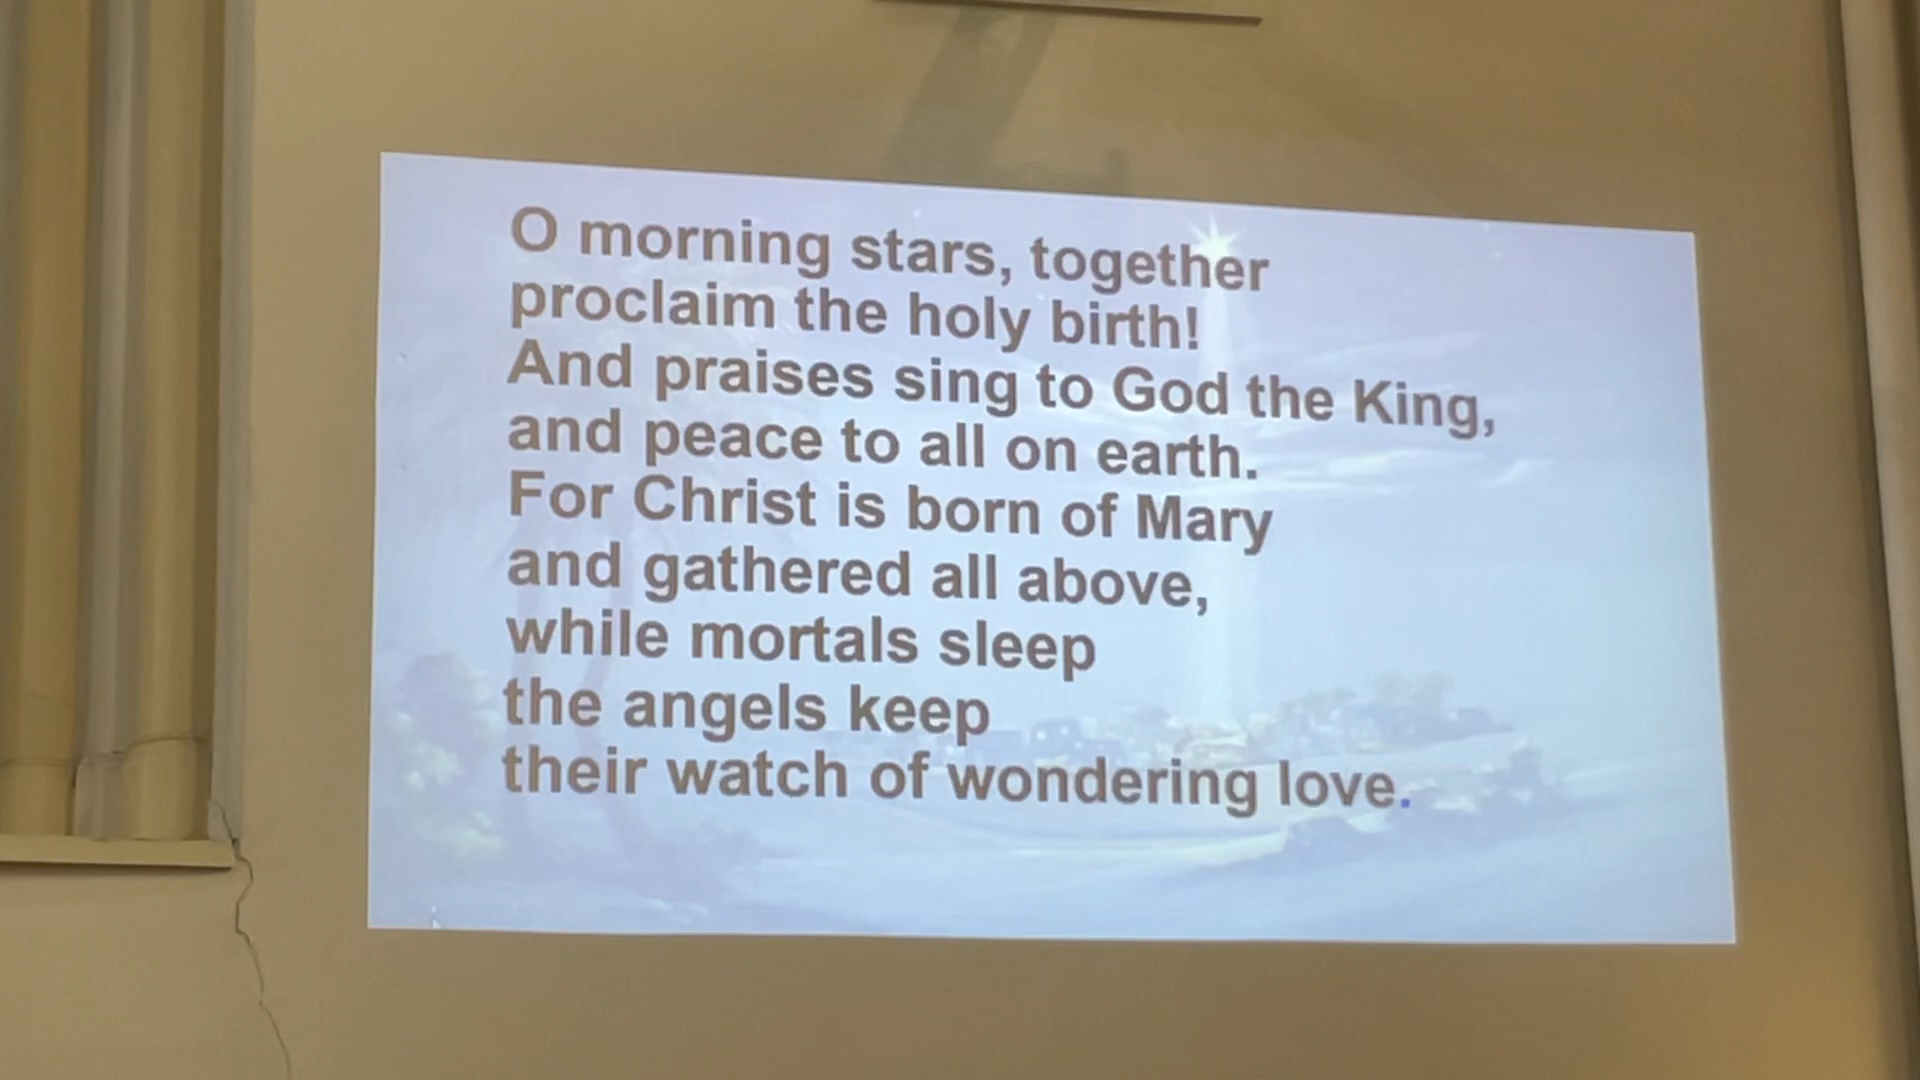 O morning stars, together
proclaim the holy birth!
And praises sing to God the King,
and peace to all on earth.
For Christ is born of Mary
and gathered all above,
while mortals sleep
the angels keep
their watch of wondering love.